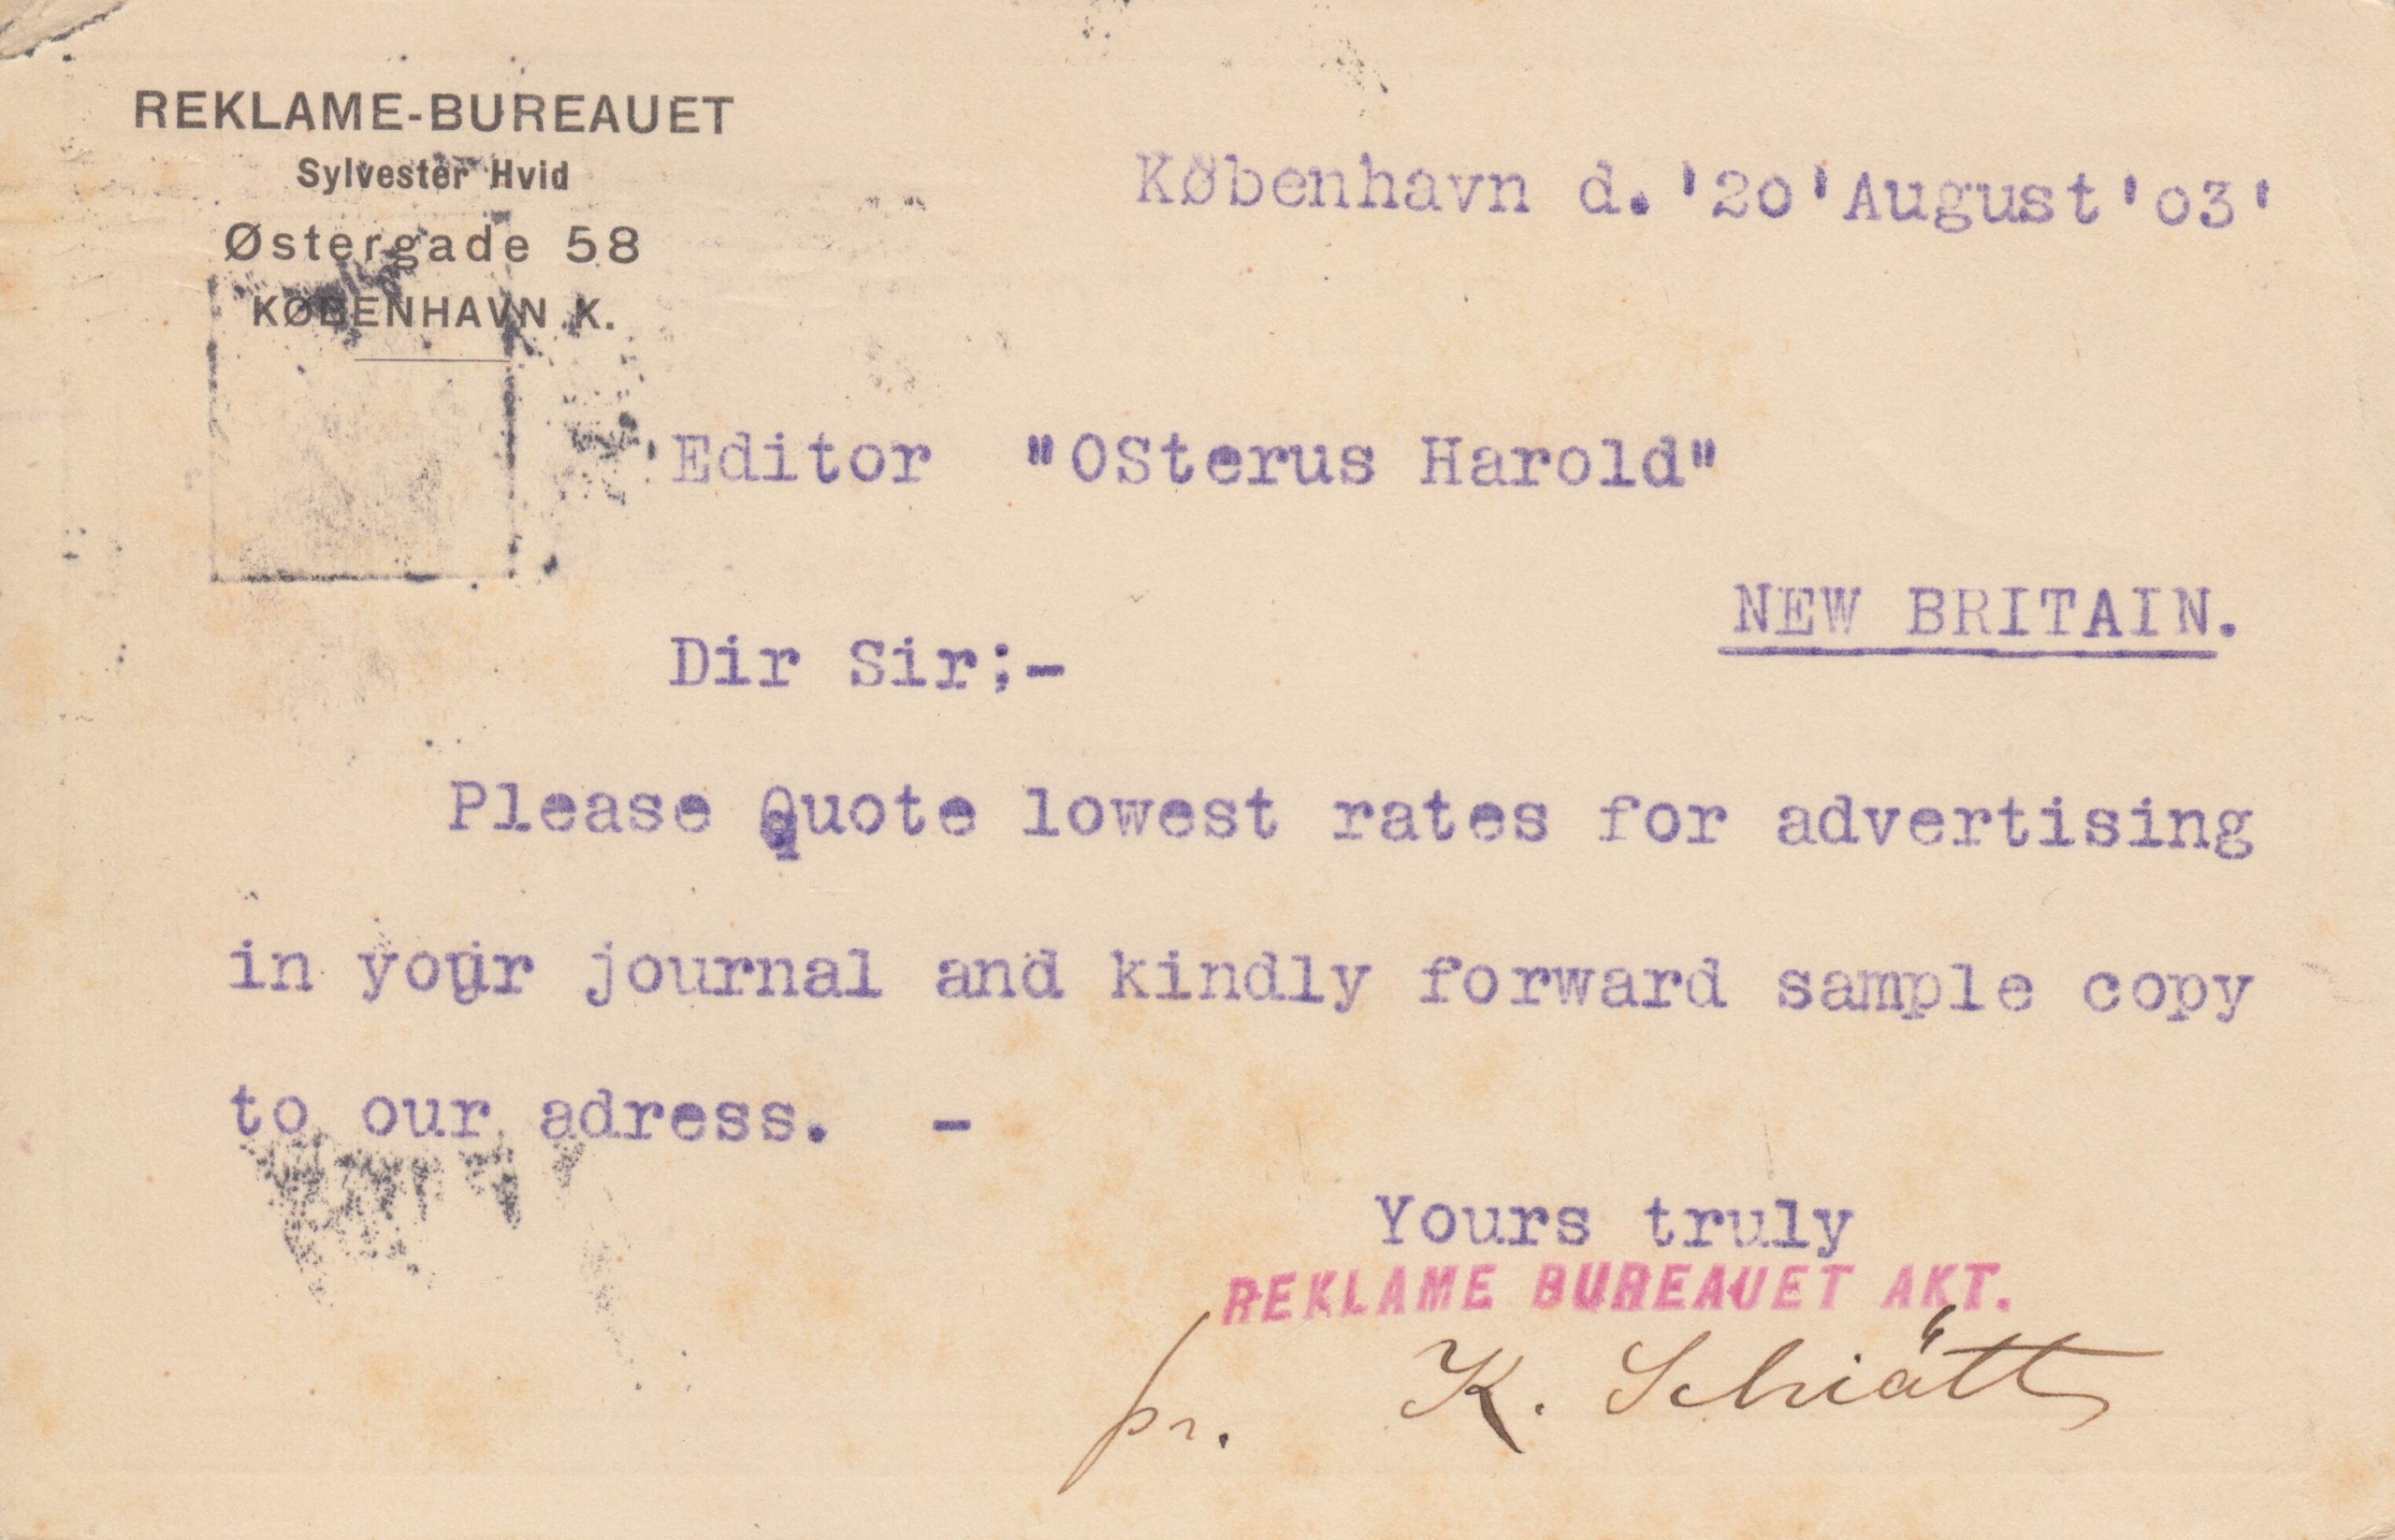 REKLAME-BUREAUET
Sylvester Hvid
Østergade 58
KØBENHAVN K.
København d.'20'August'03'
Editor "OSterus Harold"
NEW BRITAIN.
Dir Sir;-
Please Quote lowest rates for advertising
in your journal and kindly forward sample copy
to our adress. -
Yours truly
REKLAME BUREAUET AKT.
pr. K. Schiött